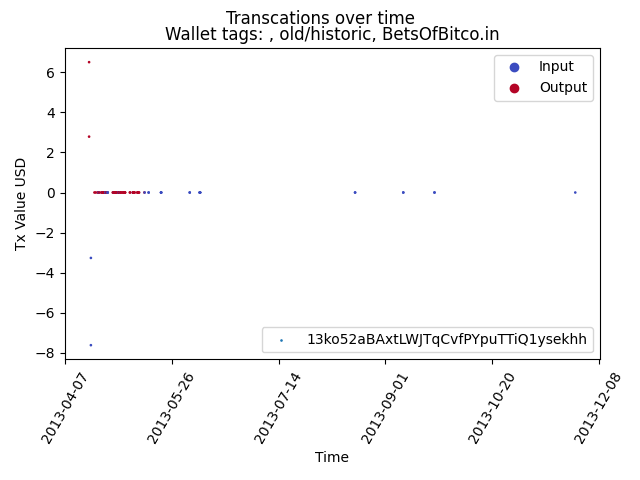 Transcations over time
Wallet tags: , old/historic, BetsOfBitco.in
Input
Output
Tx Value USD
6
4
2
0
−2
−4
−6
−8
13ko52aBAxtLWJTqCvfPYpuTTiQ1ysekhh
2013-04-07
2013-05-26
2013-07-14
2013-09-01
2013-10-20
2013-12-08
Time